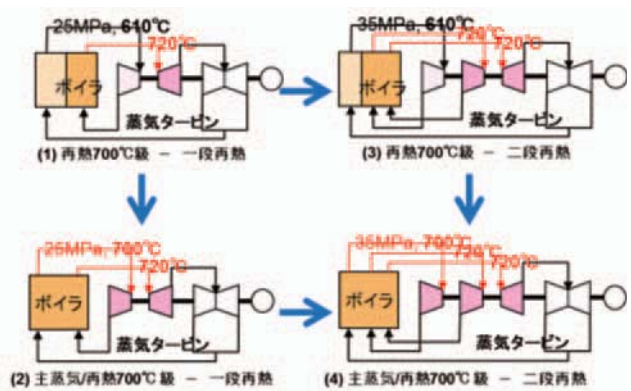 25MPa, 610℃
720℃
ボイラ
蒸気タービン
(1) 再熱700℃級 － 一段再熱
35MPa, 610℃
720℃
720℃
ボイラ
蒸気タービン
(3) 再熱700℃級 － 二段再熱
25MPa, 700℃
720℃
ボイラ
蒸気タービン
(2) 主蒸気/再熱700℃級 － 一段再熱
35MPa, 700℃
720℃
720℃
ボイラ
蒸気タービン
(4) 主蒸気/再熱700℃級 － 二段再熱